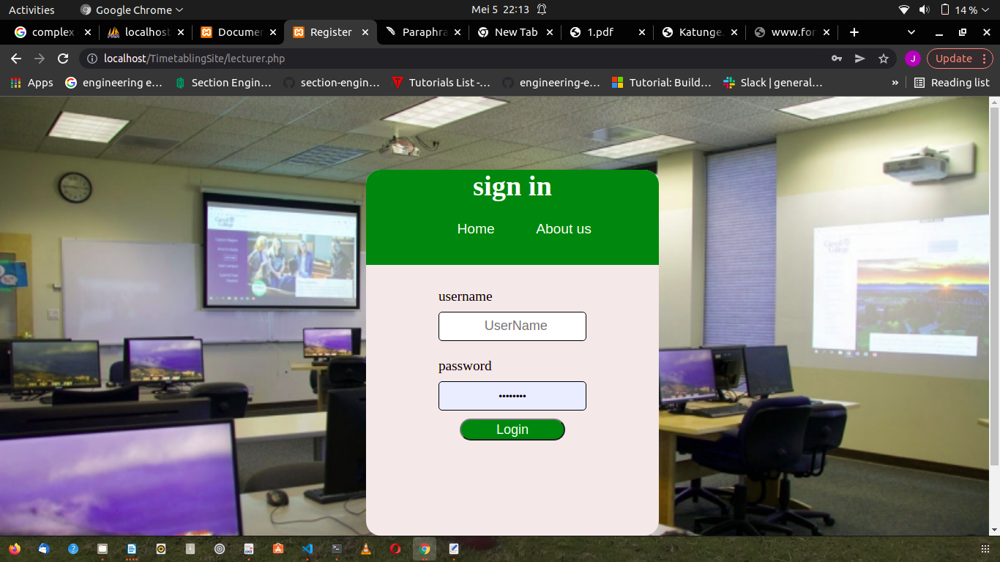 Activities
Google Chrome
Mei 5 22:13
14 %
complex
localhost
Documen
Register
Paraphra
New Tab
1.pdf
Katunge.
www.for
localhost/TimetablingSite/lecturer.php
J
Update
Apps
engineering e…
Section Engin…
section-engin…
Tutorials List -…
engineering-e…
Tutorial: Build…
Slack | general…
»
Reading list
sign in
Home
About us
username
UserName
password
••••••••
Login